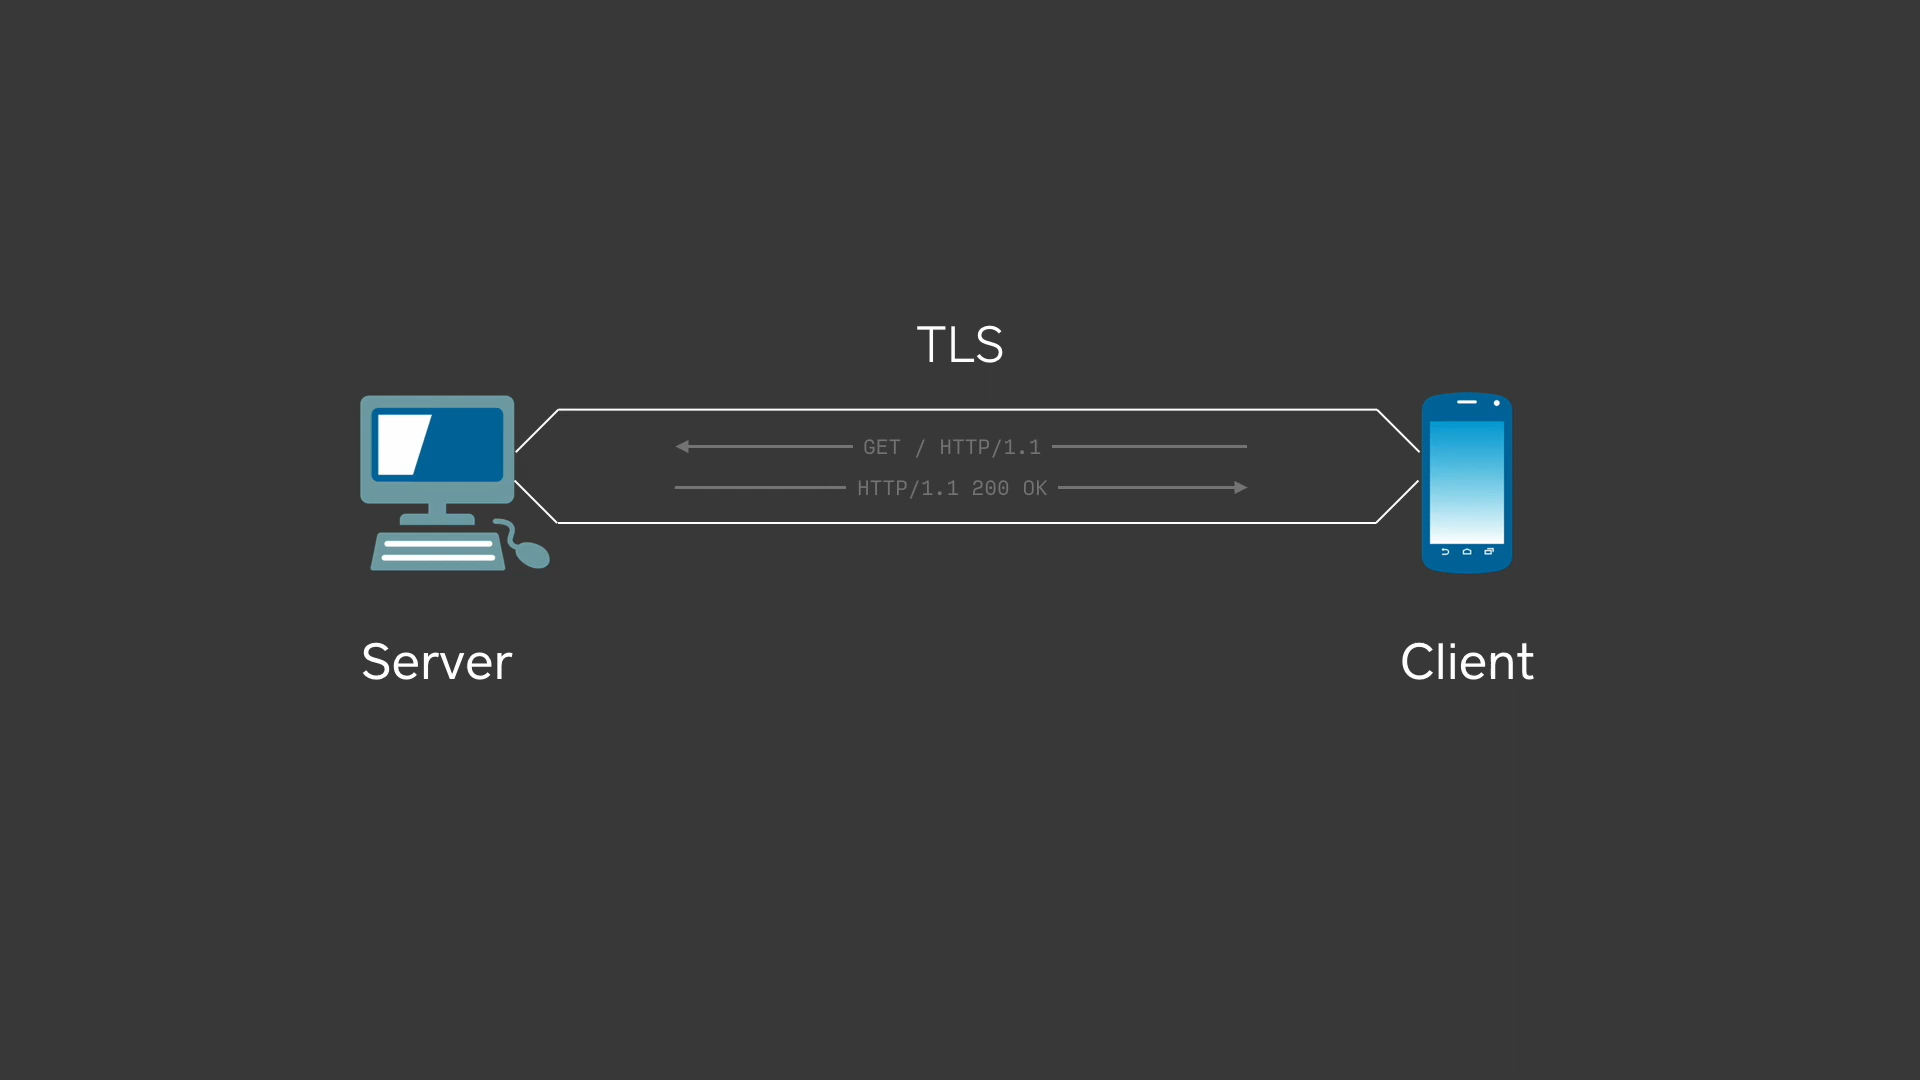 TLS
GET / HTTP/1.1
HTTP/1.1 200 OK
Server
Client